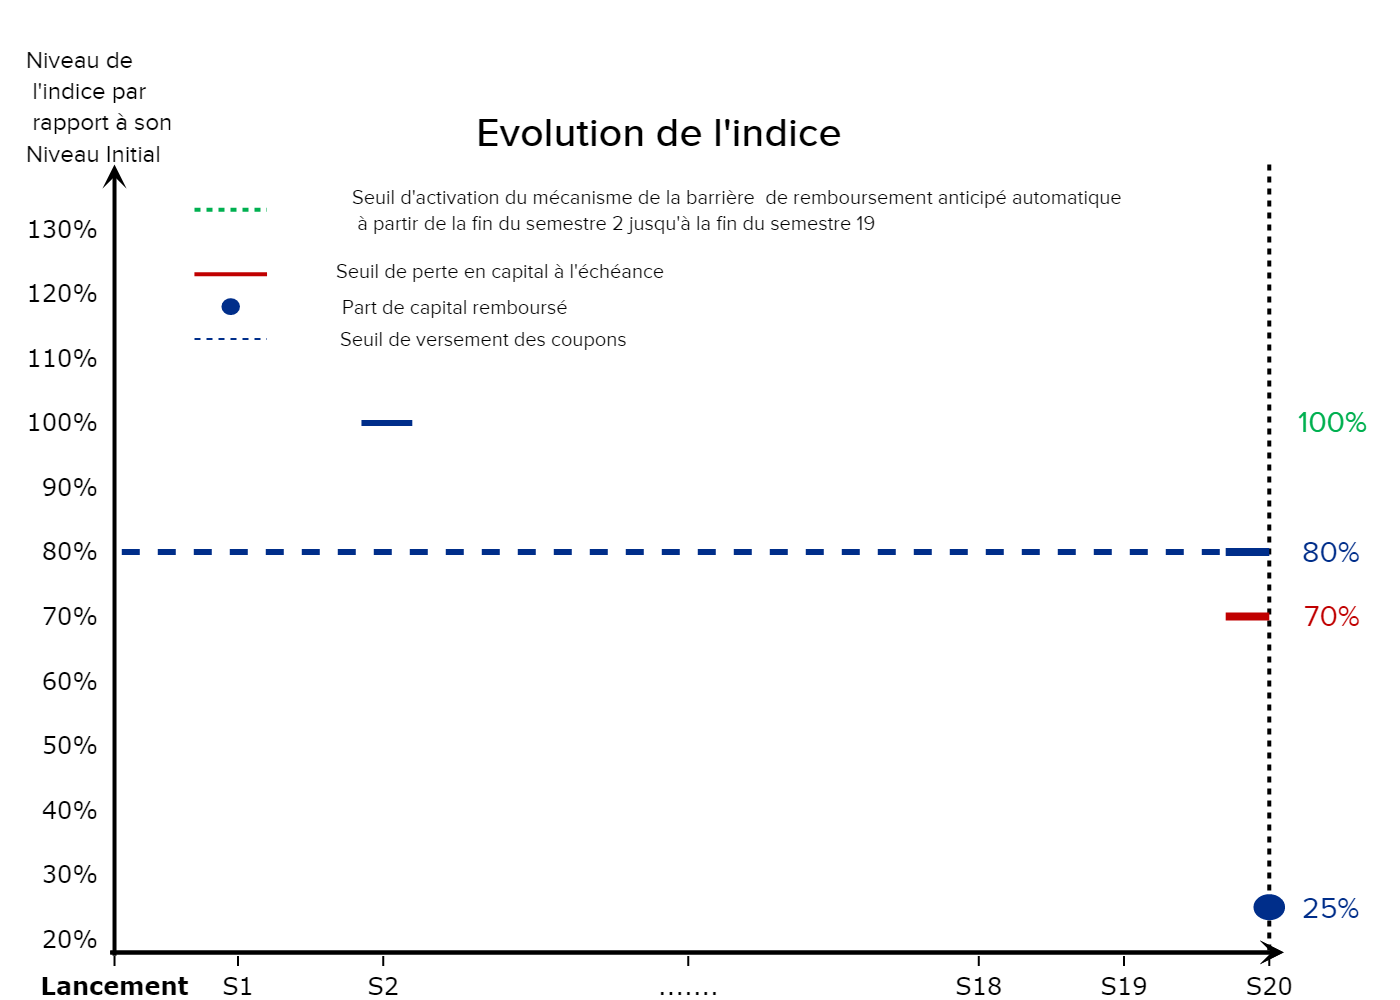 Niveau de
l'indice par
rapport à son
Niveau Initial
Evolution de l'indice
Seuil d'activation du mécanisme de la barrière de remboursement anticipé automatique
à partir de la fin du semestre 2 jusqu'à la fin du semestre 19
Seuil de perte en capital à l'échéance
Part de capital remboursé
Seuil de versement des coupons
130%
120%
110%
100%
100%
90%
80%
80%
70%
70%
60%
50%
40%
30%
25%
20%
Lancement S1 S2 ....... S18 S19 S20